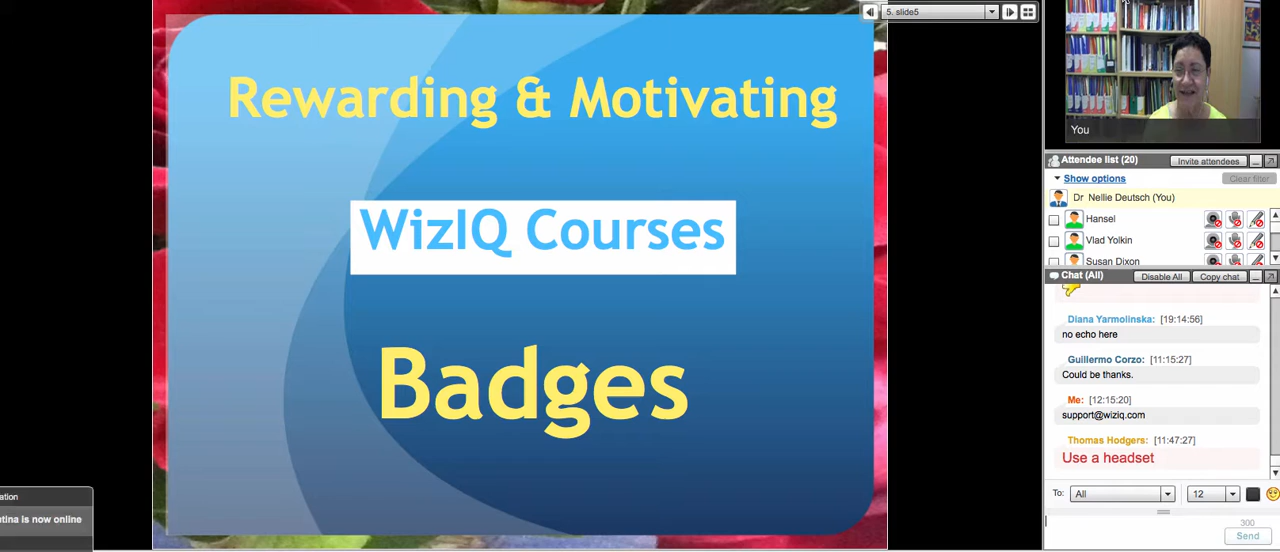 5. slide5
Rewarding & Motivating
WizIQ Courses
Badges
ation
tina is now online
You
Attendee list (20)
Invite attendees
Show options
Clear filter
Dr Nellie Deutsch (You)
Hansel
Vlad Yolkin
Susan Dixon
Chat (All)
Disable All
Copy chat
Diana Yarmolinska: [19:14:56]
no echo here
Guillermo Corzo: [11:15:27]
Could be thanks.
Me: [12:15:20]
support@wiziq.com
Thomas Hodgers: [11:47:27]
Use a headset
To: All 12
300
Send